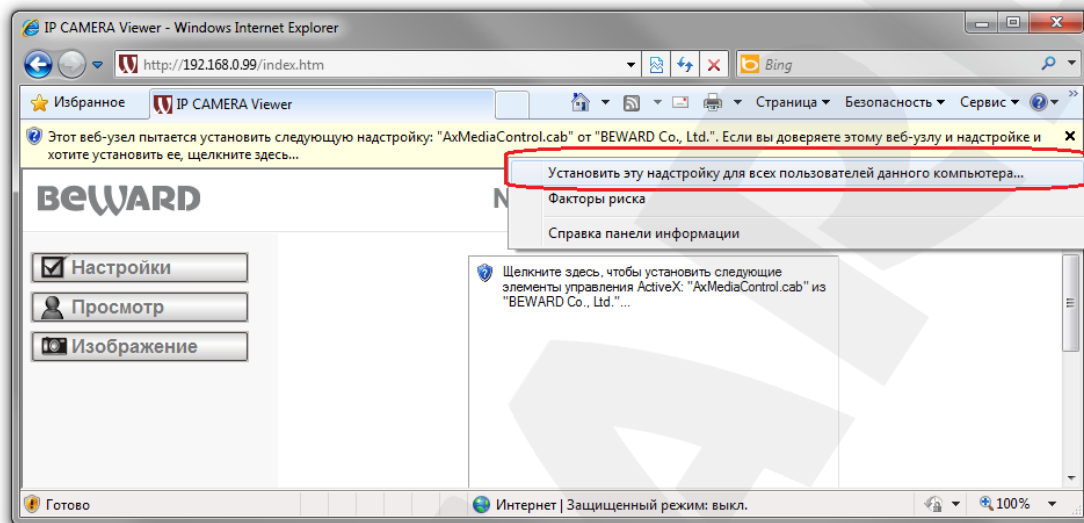 IP CAMERA Viewer - Windows Internet Explorer
http://192.168.0.99/index.htm
Bing
Избранное
IP CAMERA Viewer
Страница
Безопасность
Сервис
Этот веб-узел пытается установить следующую надстройку: "AxMediaControl.cab" от "BEWARD Co., Ltd.". Если вы доверяете этому веб-узлу и надстройке и
хотите установить ее, щелкните здесь...
Установить эту надстройку для всех пользователей данного компьютера...
Факторы риска
Справка панели информации
BEWARD
N
Настройки
Просмотр
Изображение
Щелкните здесь, чтобы установить следующие
элементы управления ActiveX: "AxMediaControl.cab" из
"BEWARD Co., Ltd."...
Готово
Интернет | Защищенный режим: выкл.
100%